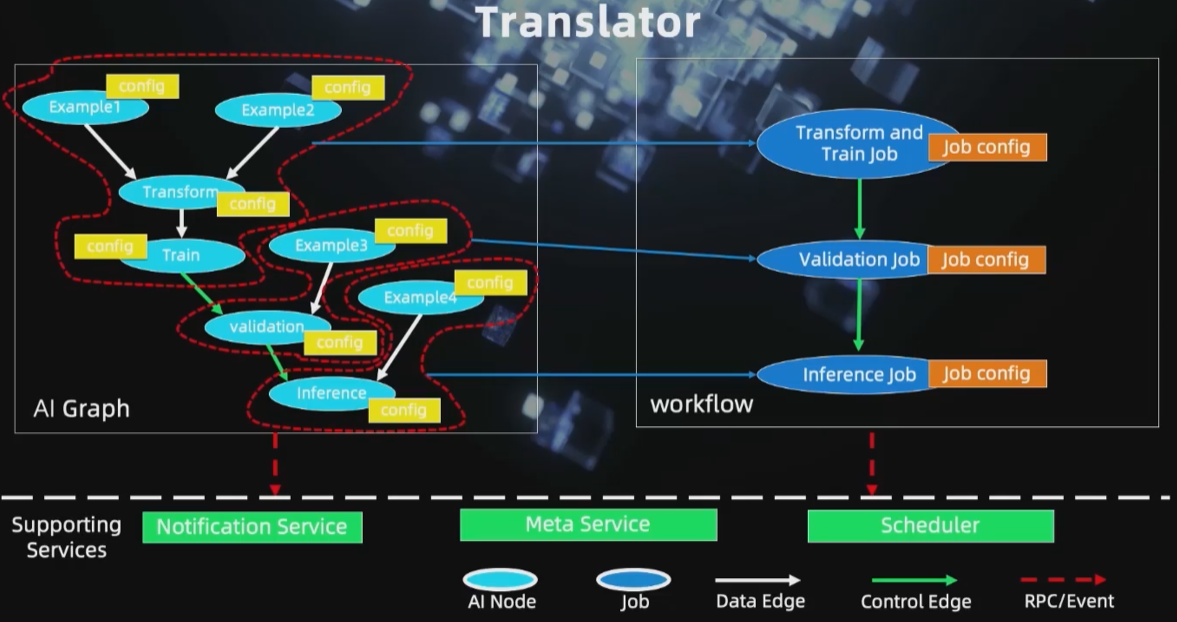 Translator
config
Example1
config
Example2
Transform
config
config
Train
Example3
config
Example4
config
validation
config
Inference
config
AI Graph
Transform and
Train Job
Job config
Validation Job
Job config
Inference Job
Job config
workflow
Supporting
Services
Notification Service
Meta Service
Scheduler
AI Node
Job
Data Edge
Control Edge
RPC/Event